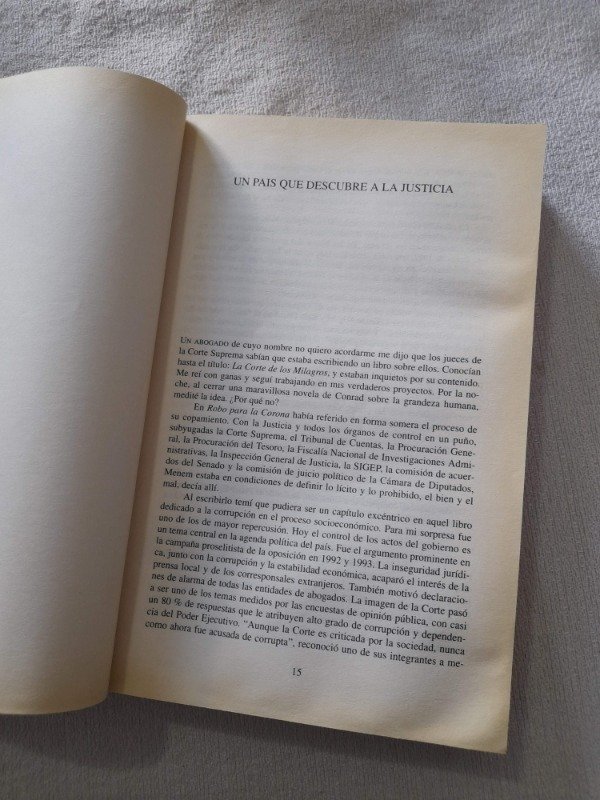 UN PAIS QUE DESCUBRE A LA JUSTICIA
UN ABOGADO de cuyo nombre no quiero acordarme me dijo que los jueces de
la Corte Suprema sabían que estaba escribiendo un libro sobre ellos. Conocían
hasta el título: La Corte de los Milagros, y estaban inquietos por su contenido.
Me reí con ganas y seguí trabajando en mis verdaderos proyectos. Por la no-
che, al cerrar una maravillosa novela de Conrad sobre la grandeza humana,
medité la idea. ¿Por qué no?
En Robo para la Corona había referido en forma somera el proceso de
su copamiento. Con la Justicia y todos los órganos de control en un puño,
subyugadas la Corte Suprema, el Tribunal de Cuentas, la Procuración Gene-
ral, la Procuración del Tesoro, la Fiscalía Nacional de Investigaciones Admi-
nistrativas, la Inspección General de Justicia, la SIGEP, la comisión de acuer-
dos del Senado y la comisión de juicio político de la Cámara de Diputados,
Menem estaba en condiciones de definir lo lícito y lo prohibido, el bien y el
mal, decía allí.
Al escribirlo temí que pudiera ser un capítulo excéntrico en aquel libro
dedicado a la corrupción en el proceso socioeconómico. Para mi sorpresa fue
uno de los de mayor repercusión. Hoy el control de los actos del gobierno es
un tema central en la agenda política del país. Fue el argumento prominente en
la campaña proselitista de la oposición en 1992 y 1993. La inseguridad jurídi-
ca, junto con la corrupción y la estabilidad económica, acaparó el interés de la
prensa local y de los corresponsales extranjeros. También motivó declaracio-
nes de alarma de todas las entidades de abogados. La imagen de la Corte pasó
a ser uno de los temas medidos por las encuestas de opinión pública, con casi
un 80 % de respuestas que le atribuyen alto grado de corrupción y dependen-
cia del Poder Ejecutivo. "Aunque la Corte es criticada por la sociedad, nunca
como ahora fue acusada de corrupta", reconoció uno de sus integrantes a me-
15